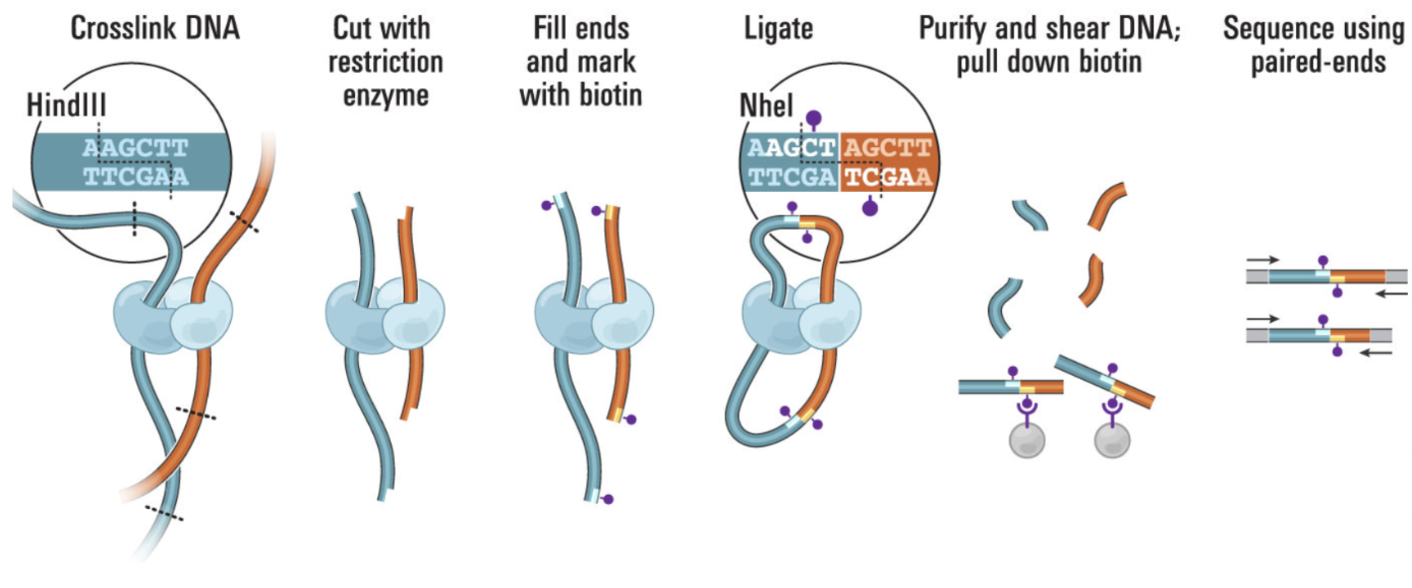 Crosslink DNA
Cut with
restriction
enzyme
Fill ends
and mark
with biotin
Ligate
Purify and shear DNA;
pull down biotin
Sequence using
paired-ends
HindIII
AAGCTT
TTCGAA
NheI
AAGCT AGCTT
TTCGA TCGAA